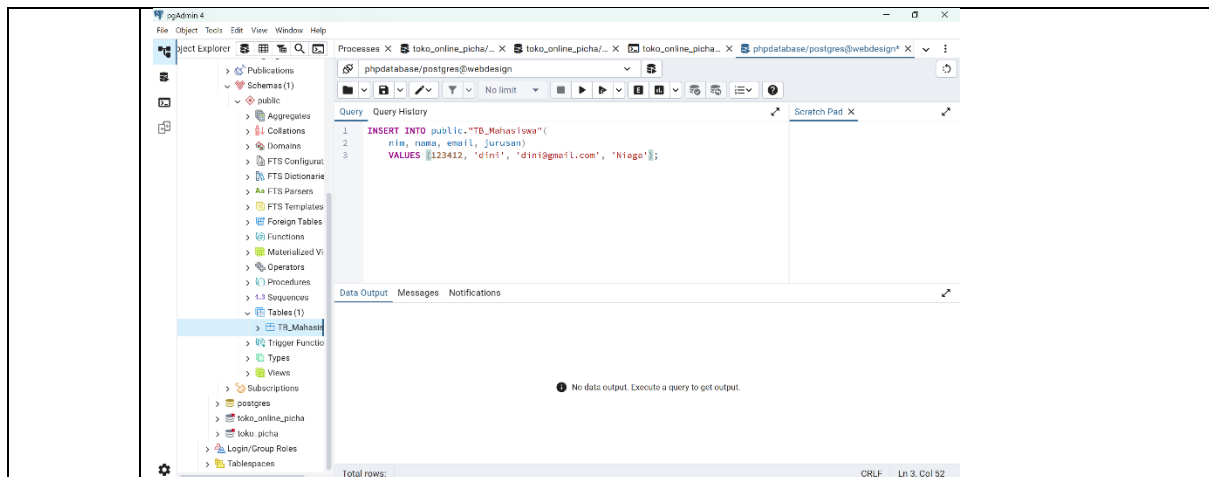 pgAdmin 4
File Object Tools Edit View Window Help
bject Explorer
Processes X toko_online_picha/... X toko_online_picha/... X toko_online_picha... X phpdatabase/postgres@webdesign* X
Publications
Schemas (1)
public
Aggregates
Collations
Domains
FTS Configurat
FTS Dictionarie
Aa FTS Parsers
FTS Templates
Foreign Tables
Functions
Materialized Vi
Operators
Procedures
1..3 Sequences
Tables (1)
TB_Mahasis
Trigger Functio
Types
Views
Subscriptions
postgres
toko_online_picha
toko_picha
Login/Group Roles
Tablespaces
phpdatabase/postgres@webdesign
No limit
Query Query History
Scratch Pad X
1 INSERT INTO public."TB_Mahasiswa"(
2 nim, nama, email, jurusan)
3 VALUES (123412, 'dini', 'dini@gmail.com', 'Niaga');
Data Output Messages Notifications
No data output. Execute a query to get output.
Total rows:
CRLF Ln 3, Col 52